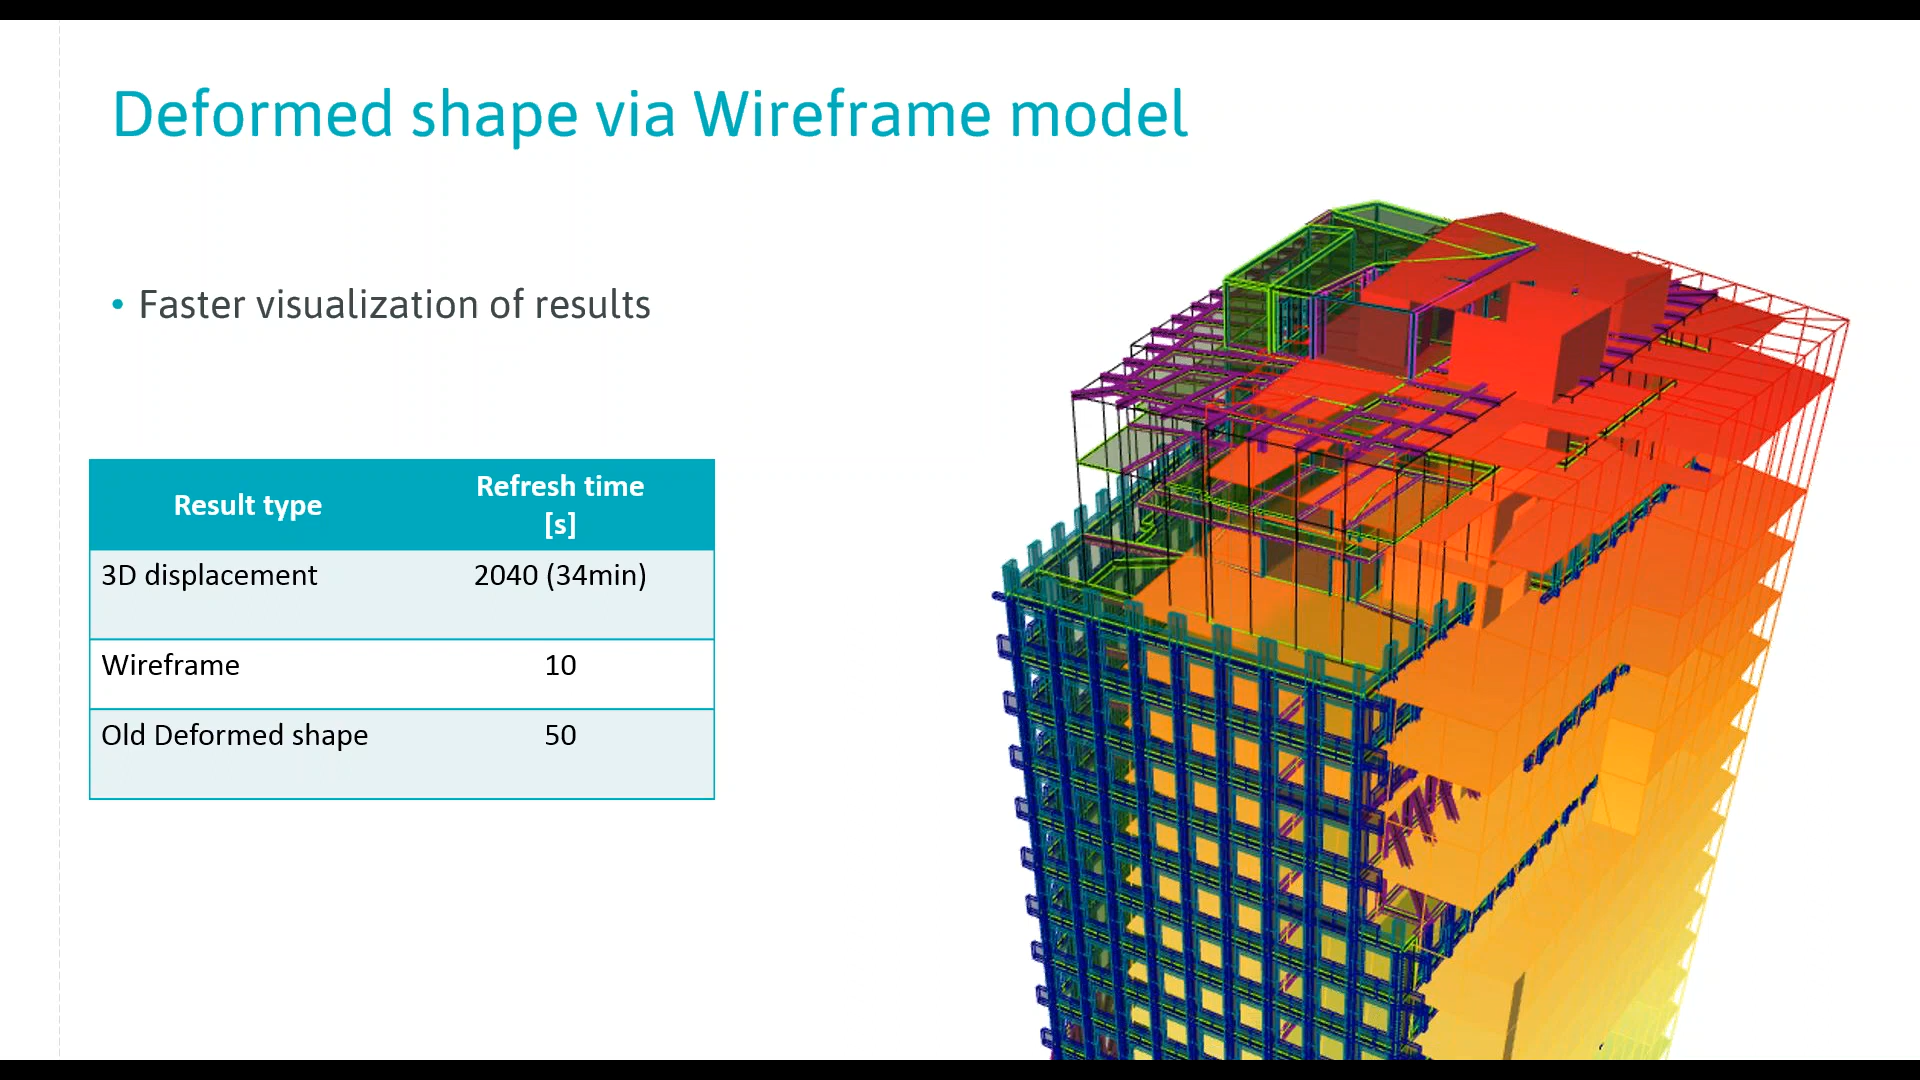 Deformed shape via Wireframe model
• Faster visualization of results
Result type
Refresh time
[s]
3D displacement 2040 (34min)
Wireframe 10
Old Deformed shape 50